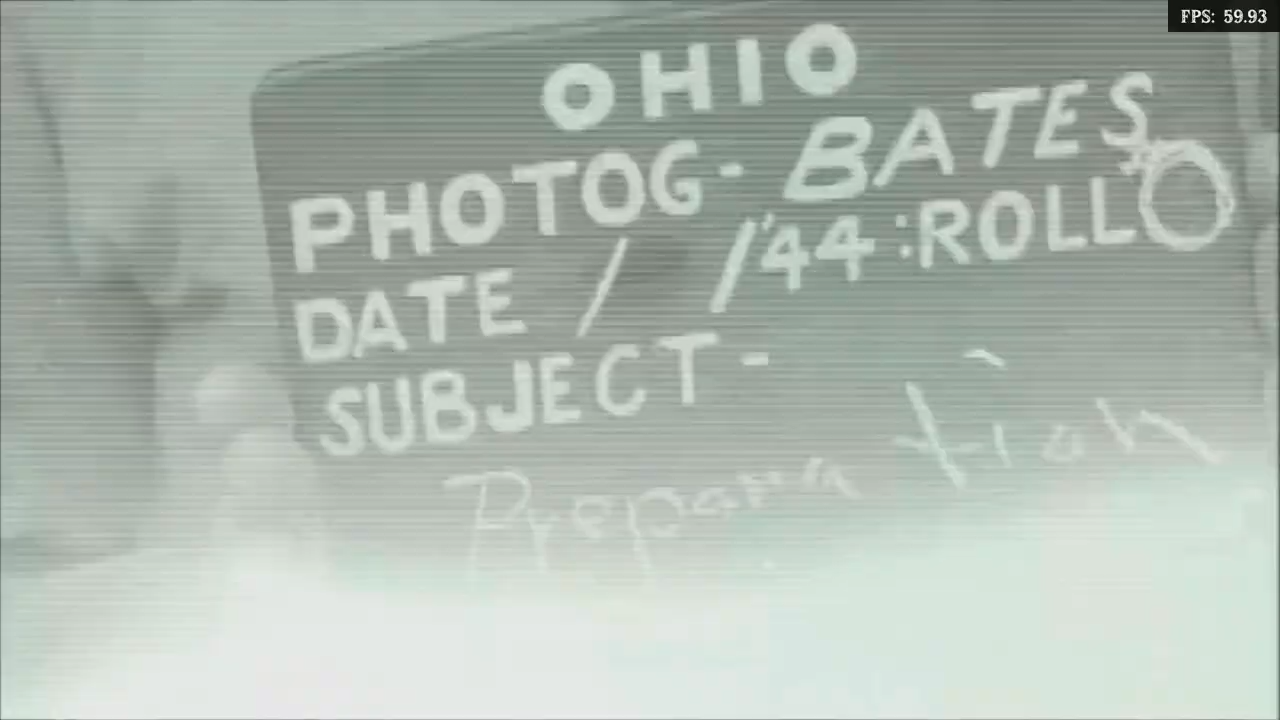 FPS: 59.93
OHIO
PHOTOG- BATES
DATE / /'44 :ROLL
SUBJECT -
Preparation